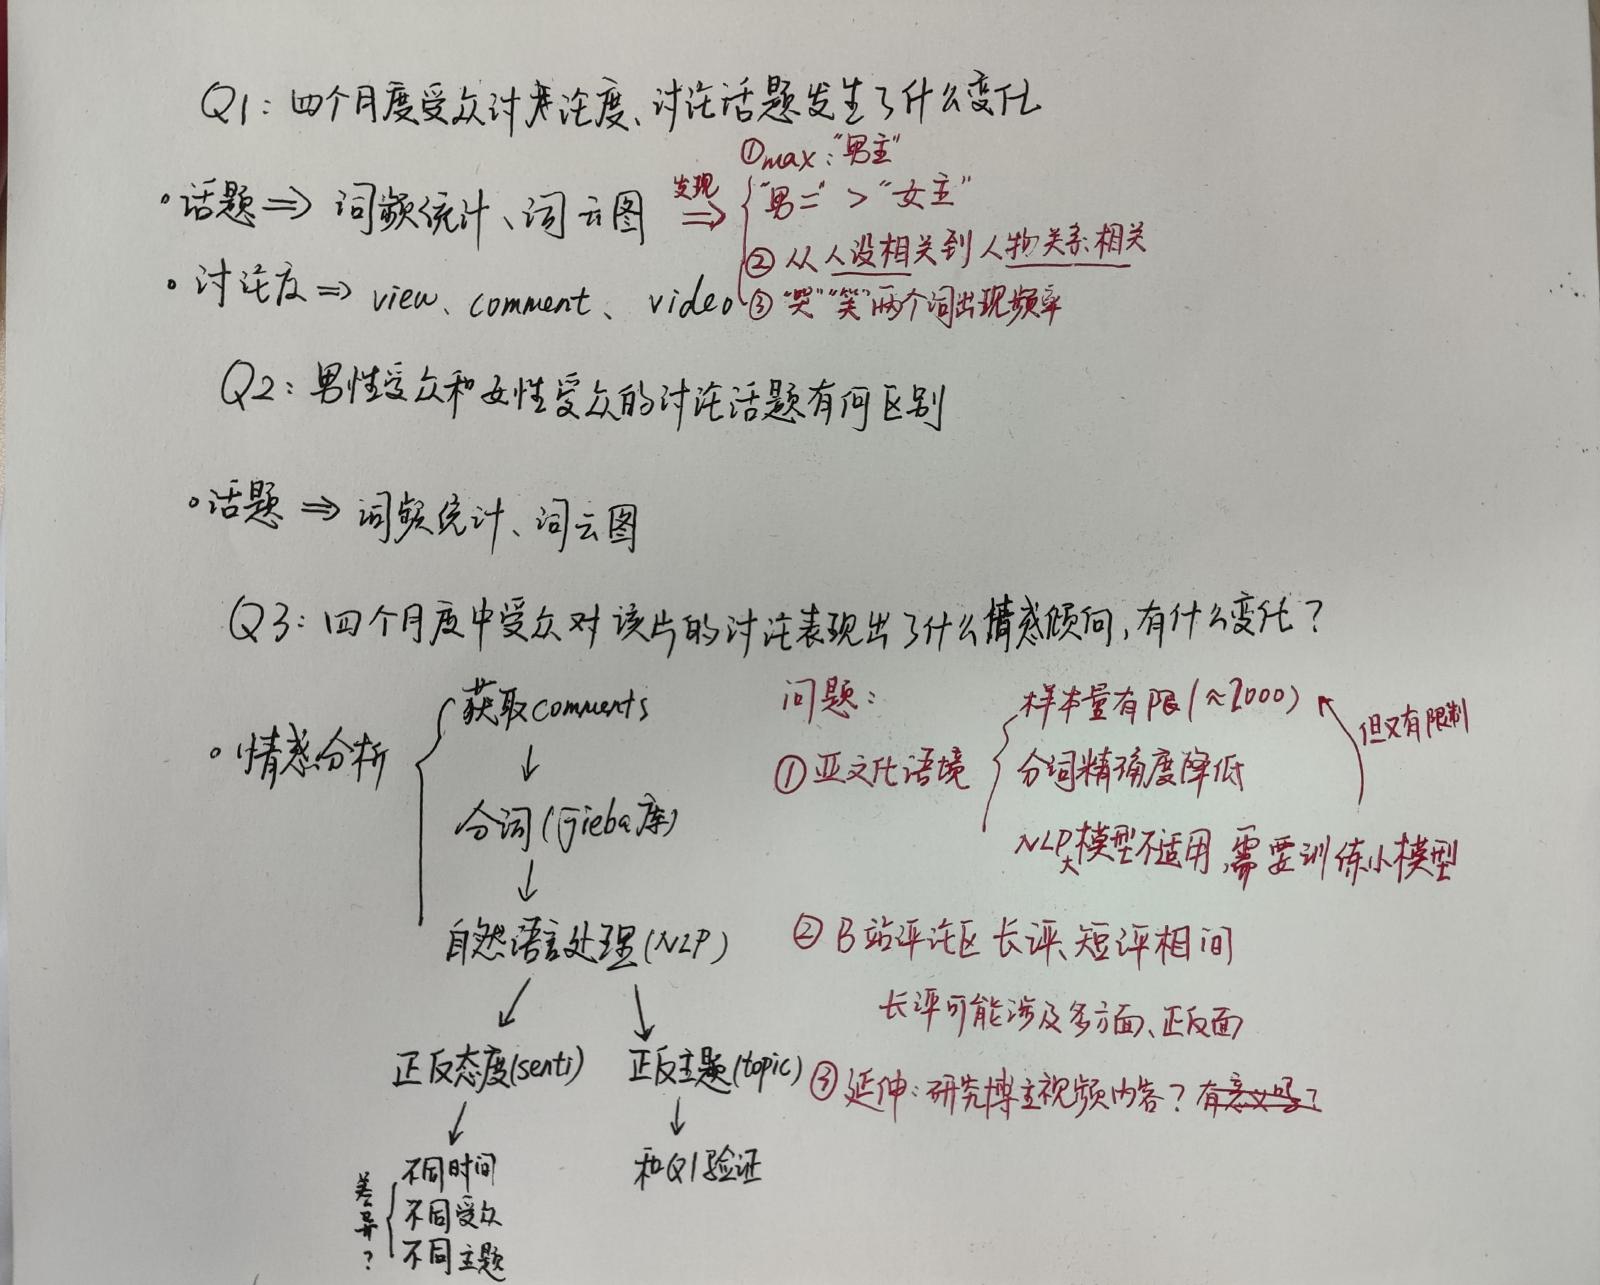 Q1：四个月度受众讨论度、讨论话题发生了什么变化
①max："男主"
·话题⇒词频统计、词云图 发现⇒ "男二" > "女主"
②从人设相关到人物关系相关
·讨论度⇒view、comment、video ③"哭""笑"两个词出现频率
Q2：男性受众和女性受众的讨论话题有何区别
·话题⇒词频统计、词云图
Q3：四个月度中受众对该片的讨论表现出了什么情感倾向，有什么变化？
·情感分析
获取comments
↓
分词(jieba库)
↓
自然语言处理(NLP)
正反态度(senti) 正反主题(topic)
和Q1验证
差异？
不同时间
不同受众
不同主题
问题：
①亚文化语境
样本量有限(≈2000)
但又有限制
分词精确度降低
NLP大模型不适用，需要训练小模型
②B站评论区长评、短评相间
长评可能涉及多方面、正反面
③延伸：研究博主视频内容？有意义吗？